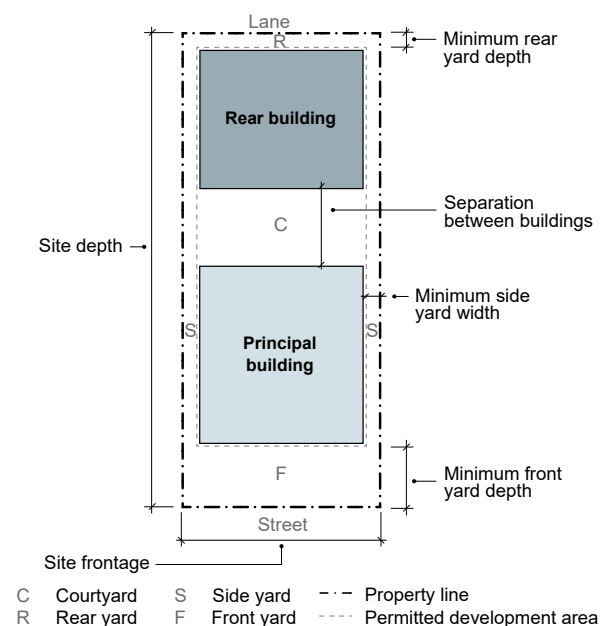 Lane
R
Minimum rear
yard depth
Rear building
Separation
between buildings
C
Site depth
Minimum side
yard width
S
S
Principal
building
F
Minimum front
yard depth
Street
Site frontage
C Courtyard S Side yard Property line
R Rear yard F Front yard Permitted development area